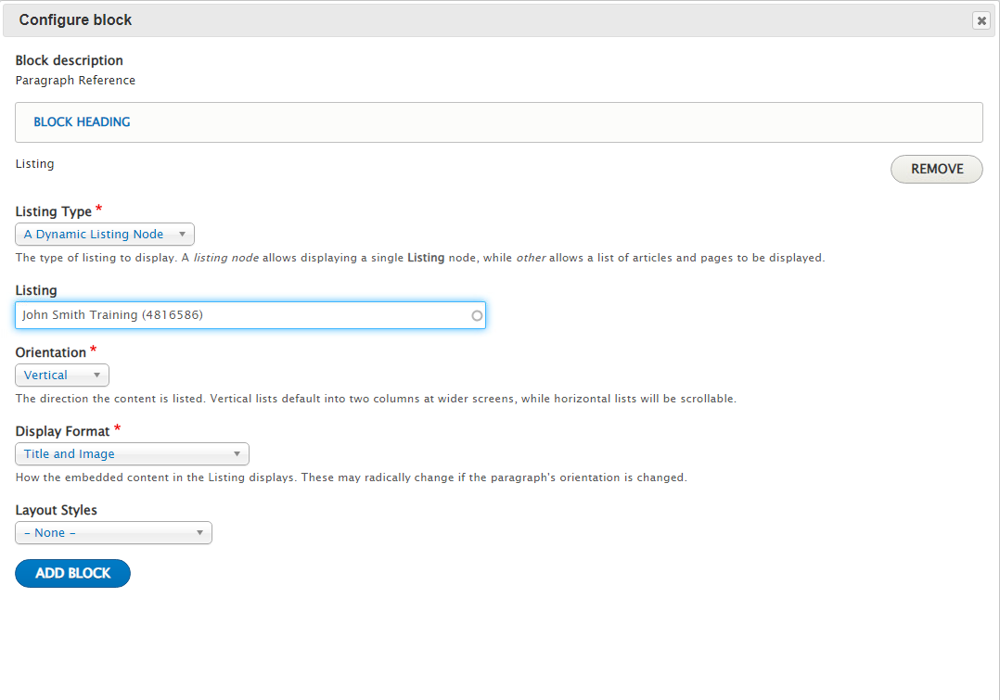 Configure block
Block description
Paragraph Reference
BLOCK HEADING
Listing
REMOVE
Listing Type *
A Dynamic Listing Node
The type of listing to display. A listing node allows displaying a single Listing node, while other allows a list of articles and pages to be displayed.
Listing
John Smith Training (4816586)
Orientation *
Vertical
The direction the content is listed. Vertical lists default into two columns at wider screens, while horizontal lists will be scrollable.
Display Format *
Title and Image
How the embedded content in the Listing displays. These may radically change if the paragraph's orientation is changed.
Layout Styles
- None -
ADD BLOCK